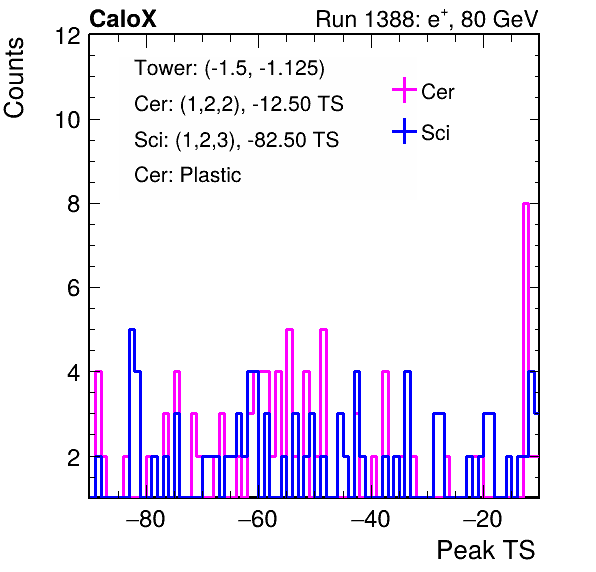 CaloX Run 1388: e⁺, 80 GeV
Counts
Tower: (-1.5, -1.125)
Cer: (1,2,2), -12.50 TS
Sci: (1,2,3), -82.50 TS
Cer: Plastic
Cer
Sci
12
10
8
6
4
2
−80 −60 −40 −20
Peak TS